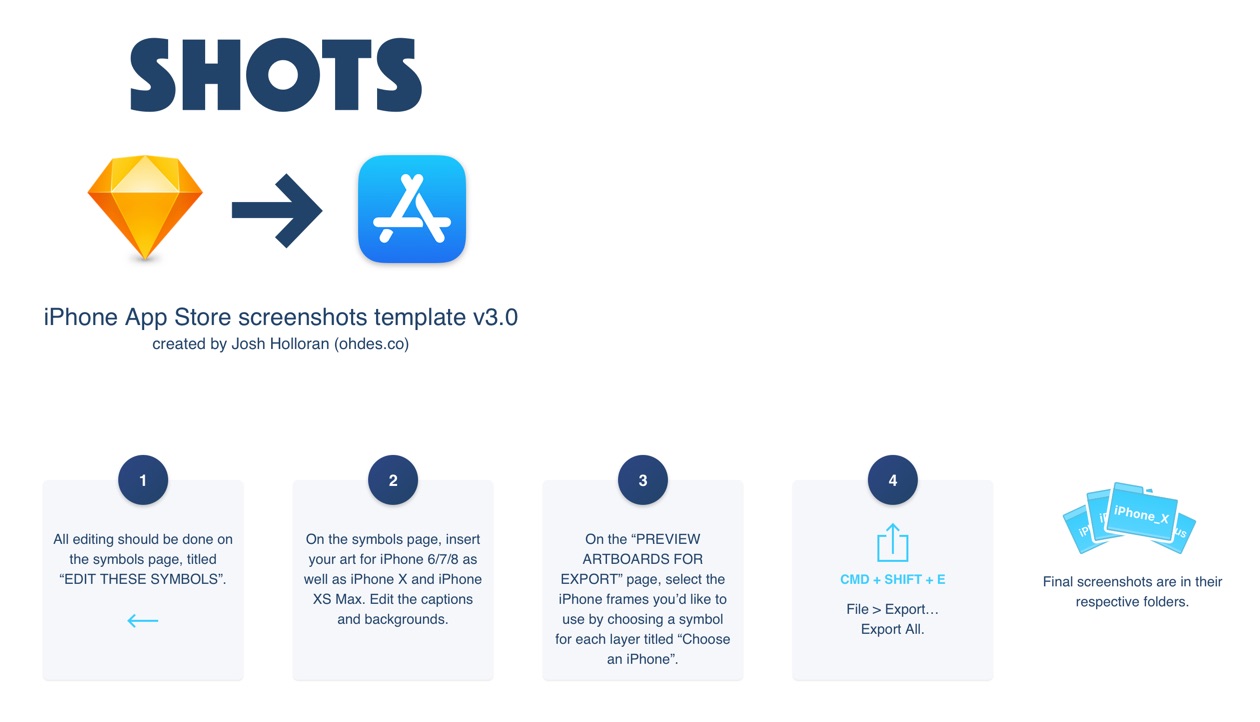 SHOTS
iPhone App Store screenshots template v3.0
created by Josh Holloran (ohdes.co)
1
All editing should be done on
the symbols page, titled
“EDIT THESE SYMBOLS”.
2
On the symbols page, insert
your art for iPhone 6/7/8 as
well as iPhone X and iPhone
XS Max. Edit the captions
and backgrounds.
3
On the “PREVIEW
ARTBOARDS FOR
EXPORT” page, select the
iPhone frames you’d like to
use by choosing a symbol
for each layer titled “Choose
an iPhone”.
4
CMD + SHIFT + E
File > Export…
Export All.
iPhone_X
Final screenshots are in their
respective folders.